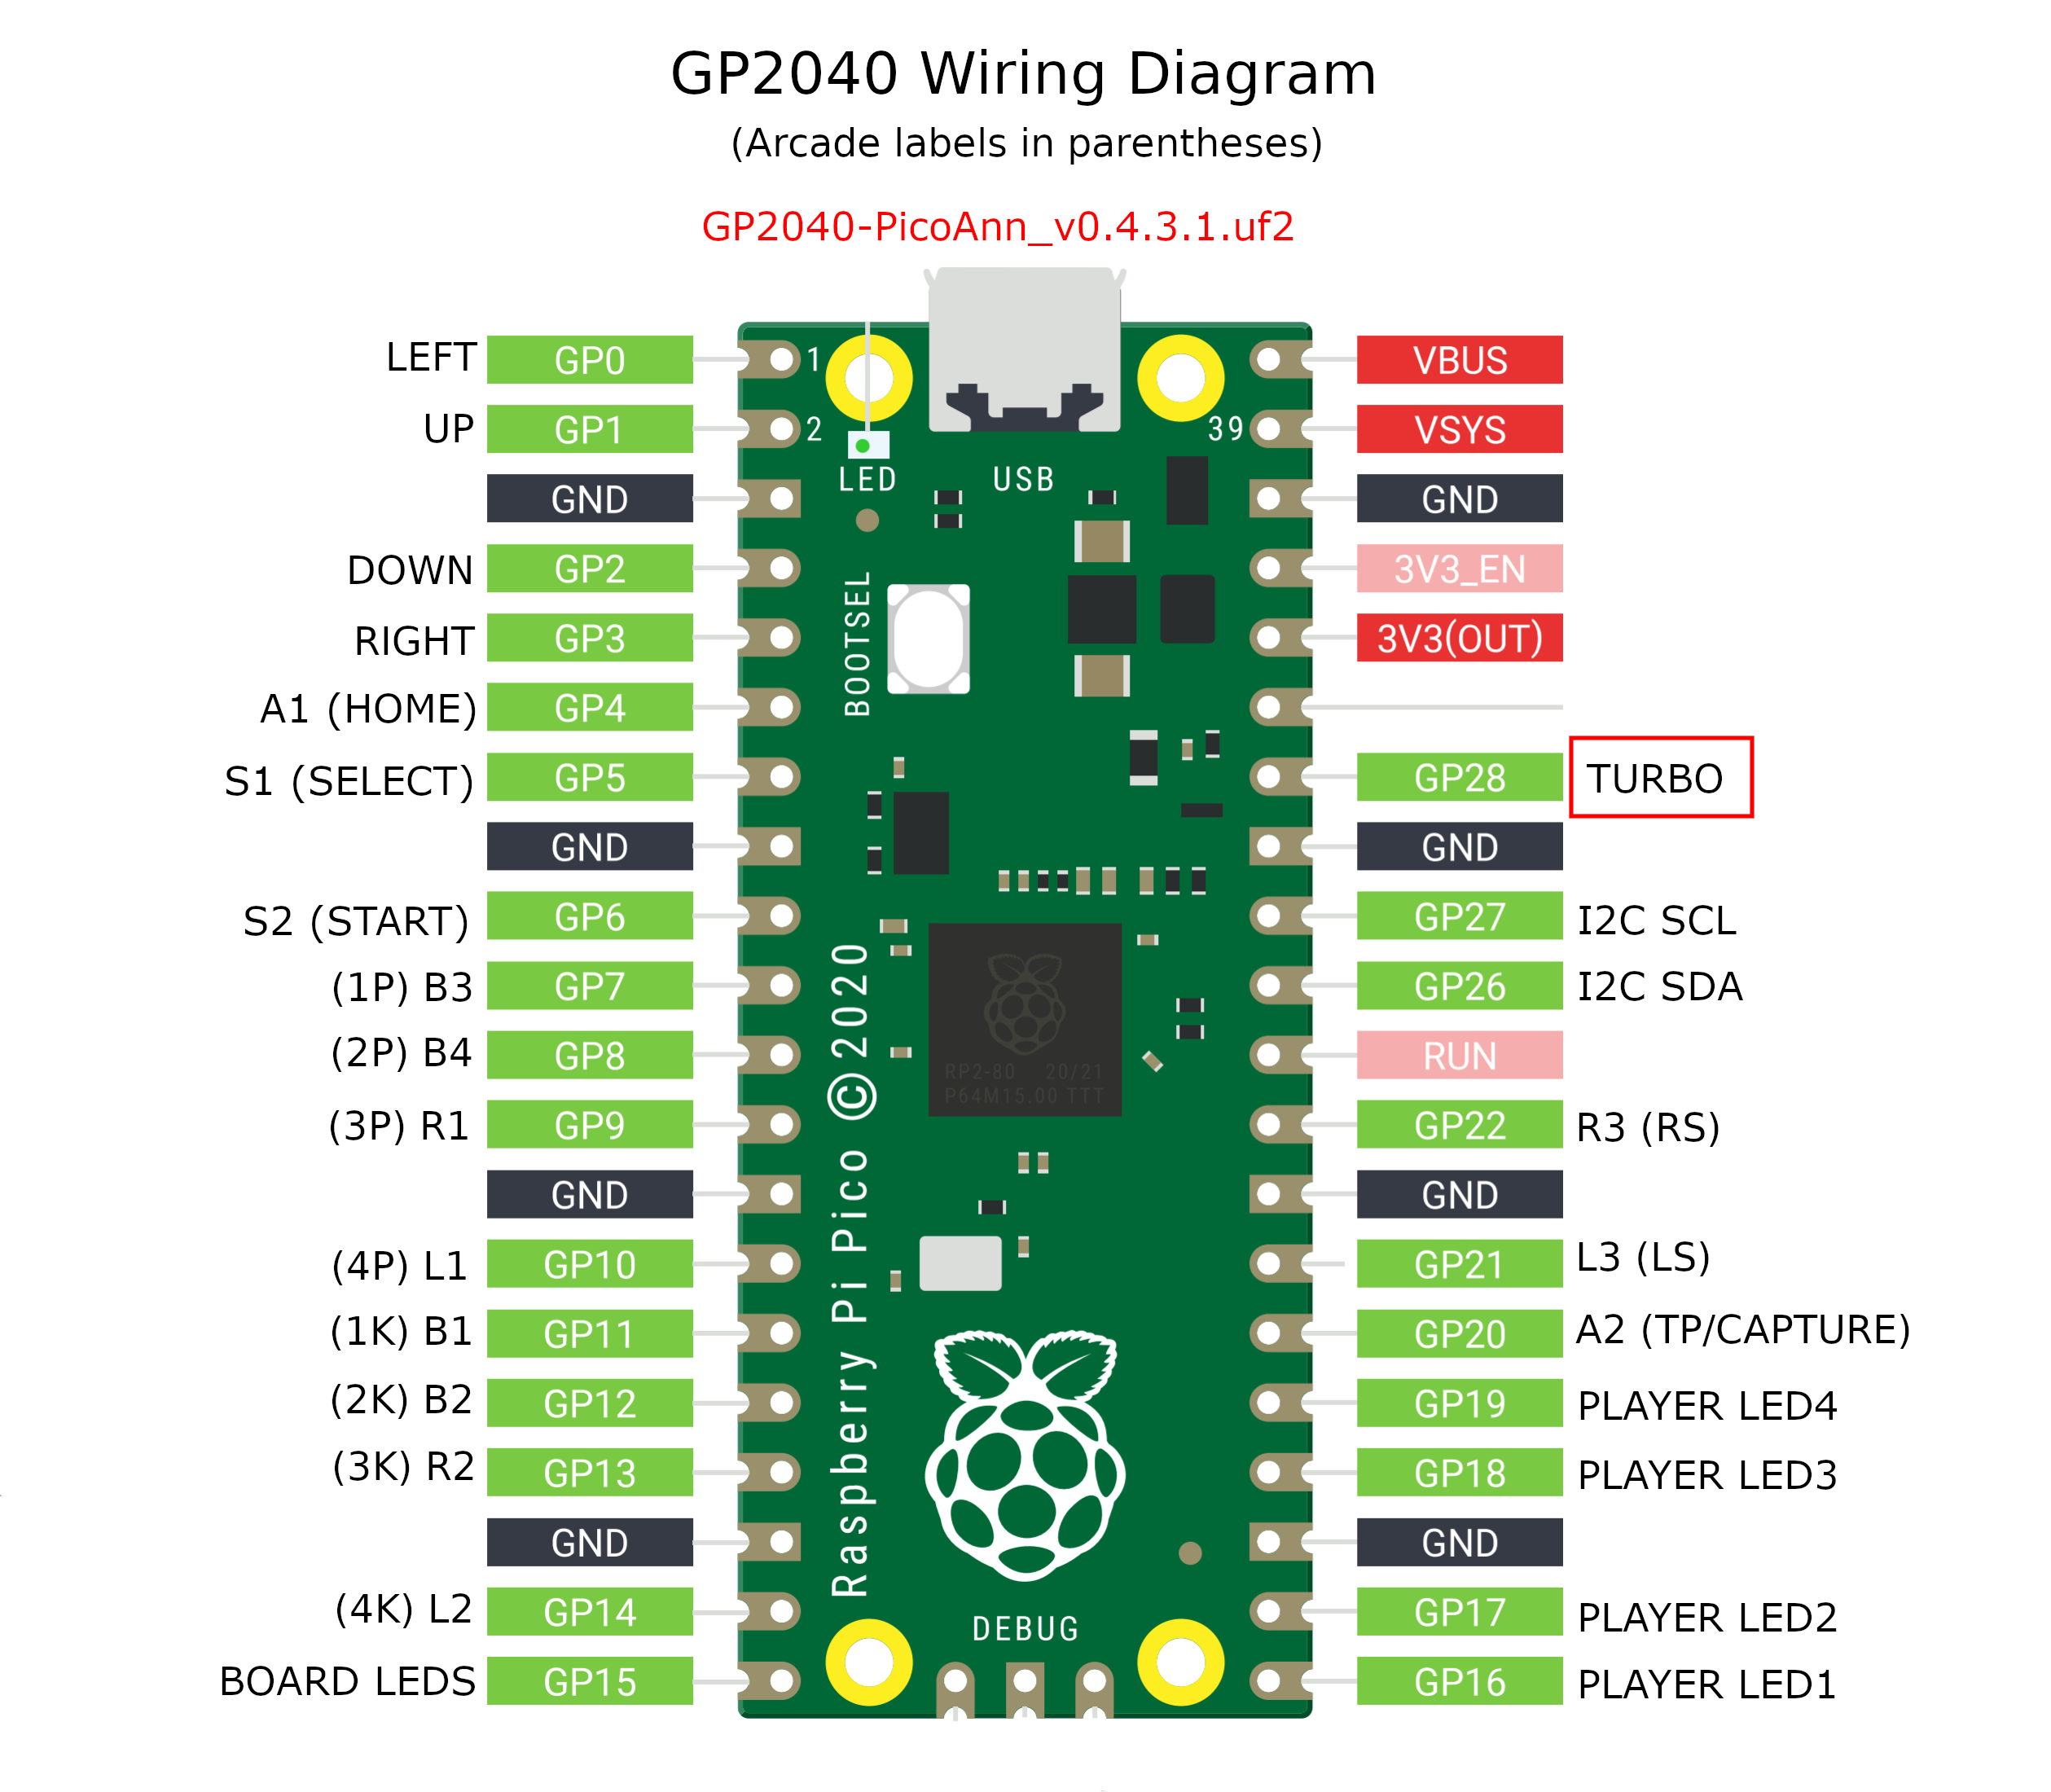 GP2040 Wiring Diagram
(Arcade labels in parentheses)
GP2040-PicoAnn_v0.4.3.1.uf2
LEFT GP0 1 VBUS
UP GP1 2 39 VSYS
LED USB
GND GND
DOWN GP2 3V3_EN
BOOTSEL
RIGHT GP3 3V3(OUT)
A1 (HOME) GP4
S1 (SELECT) GP5 GP28 TURBO
GND GND
S2 (START) GP6 GP27 I2C SCL
(1P) B3 GP7 GP26 I2C SDA
(2P) B4 GP8 RUN
RP2-80 20/21
P64M15.00 TTT
(3P) R1 GP9 GP22 R3 (RS)
GND GND
Raspberry Pi Pico ©2020
(4P) L1 GP10 GP21 L3 (LS)
(1K) B1 GP11 GP20 A2 (TP/CAPTURE)
(2K) B2 GP12 GP19 PLAYER LED4
(3K) R2 GP13 GP18 PLAYER LED3
GND GND
(4K) L2 GP14 GP17 PLAYER LED2
DEBUG
BOARD LEDS GP15 GP16 PLAYER LED1